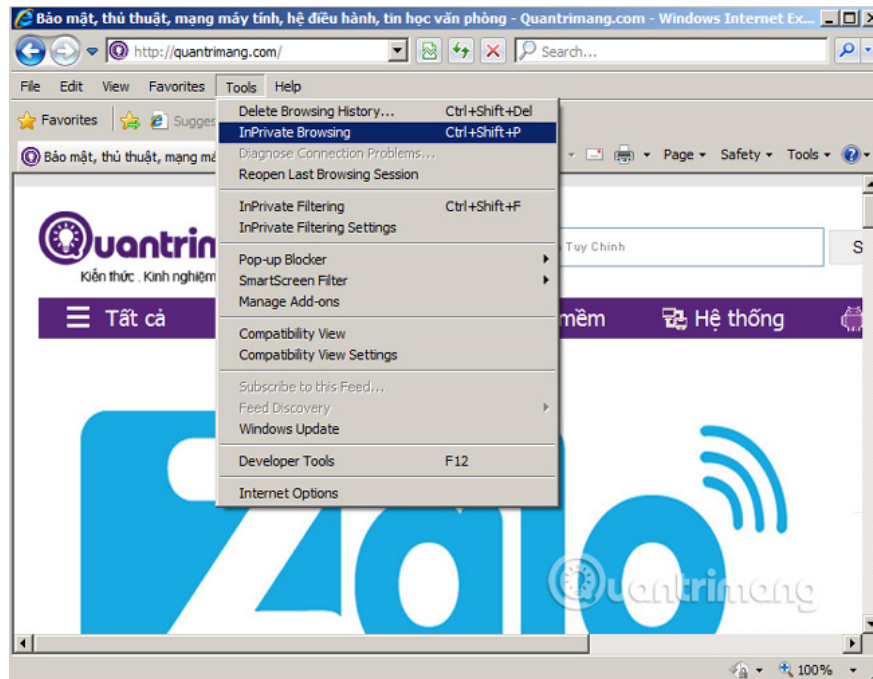 Bảo mật, thủ thuật, mạng máy tính, hệ điều hành, tin học văn phòng - Quantrimang.com - Windows Internet Ex...
http://quantrimang.com/ Search...
File Edit View Favorites Tools Help
Favorites Sugges
Bảo mật, thủ thuật, mạng má Page Safety Tools
Delete Browsing History... Ctrl+Shift+Del
InPrivate Browsing Ctrl+Shift+P
Diagnose Connection Problems...
Reopen Last Browsing Session
InPrivate Filtering Ctrl+Shift+F
InPrivate Filtering Settings
Pop-up Blocker
SmartScreen Filter
Manage Add-ons
Compatibility View
Compatibility View Settings
Subscribe to this Feed...
Feed Discovery
Windows Update
Developer Tools F12
Internet Options
Quantrim
Tuy Chinh S
Kiến thức . Kinh nghiệm
Tất cả mềm Hệ thống
Zalo
Quantrimang
100%